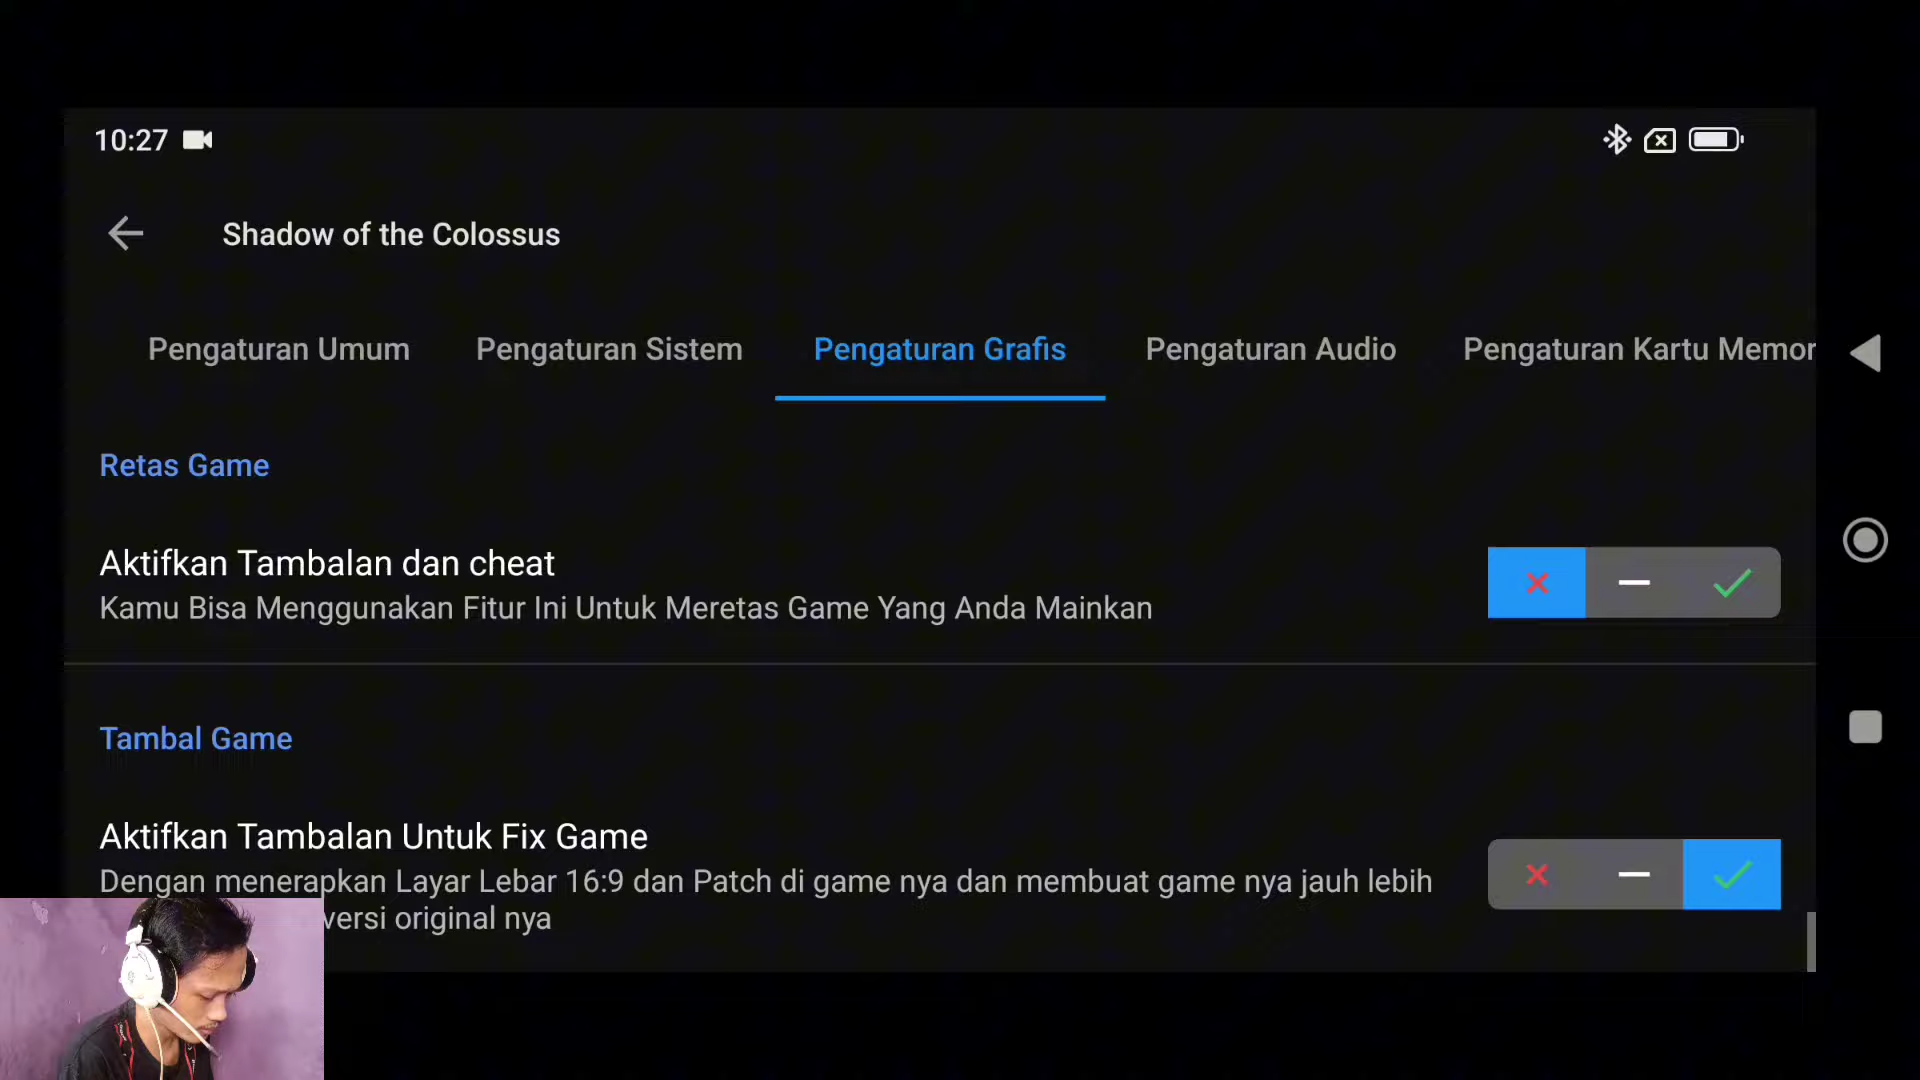 10:27
Shadow of the Colossus
Pengaturan Umum
Pengaturan Sistem
Pengaturan Grafis
Pengaturan Audio
Pengaturan Kartu Memor
Retas Game
Aktifkan Tambalan dan cheat
Kamu Bisa Menggunakan Fitur Ini Untuk Meretas Game Yang Anda Mainkan
Tambal Game
Aktifkan Tambalan Untuk Fix Game
Dengan menerapkan Layar Lebar 16:9 dan Patch di game nya dan membuat game nya jauh lebih
versi original nya